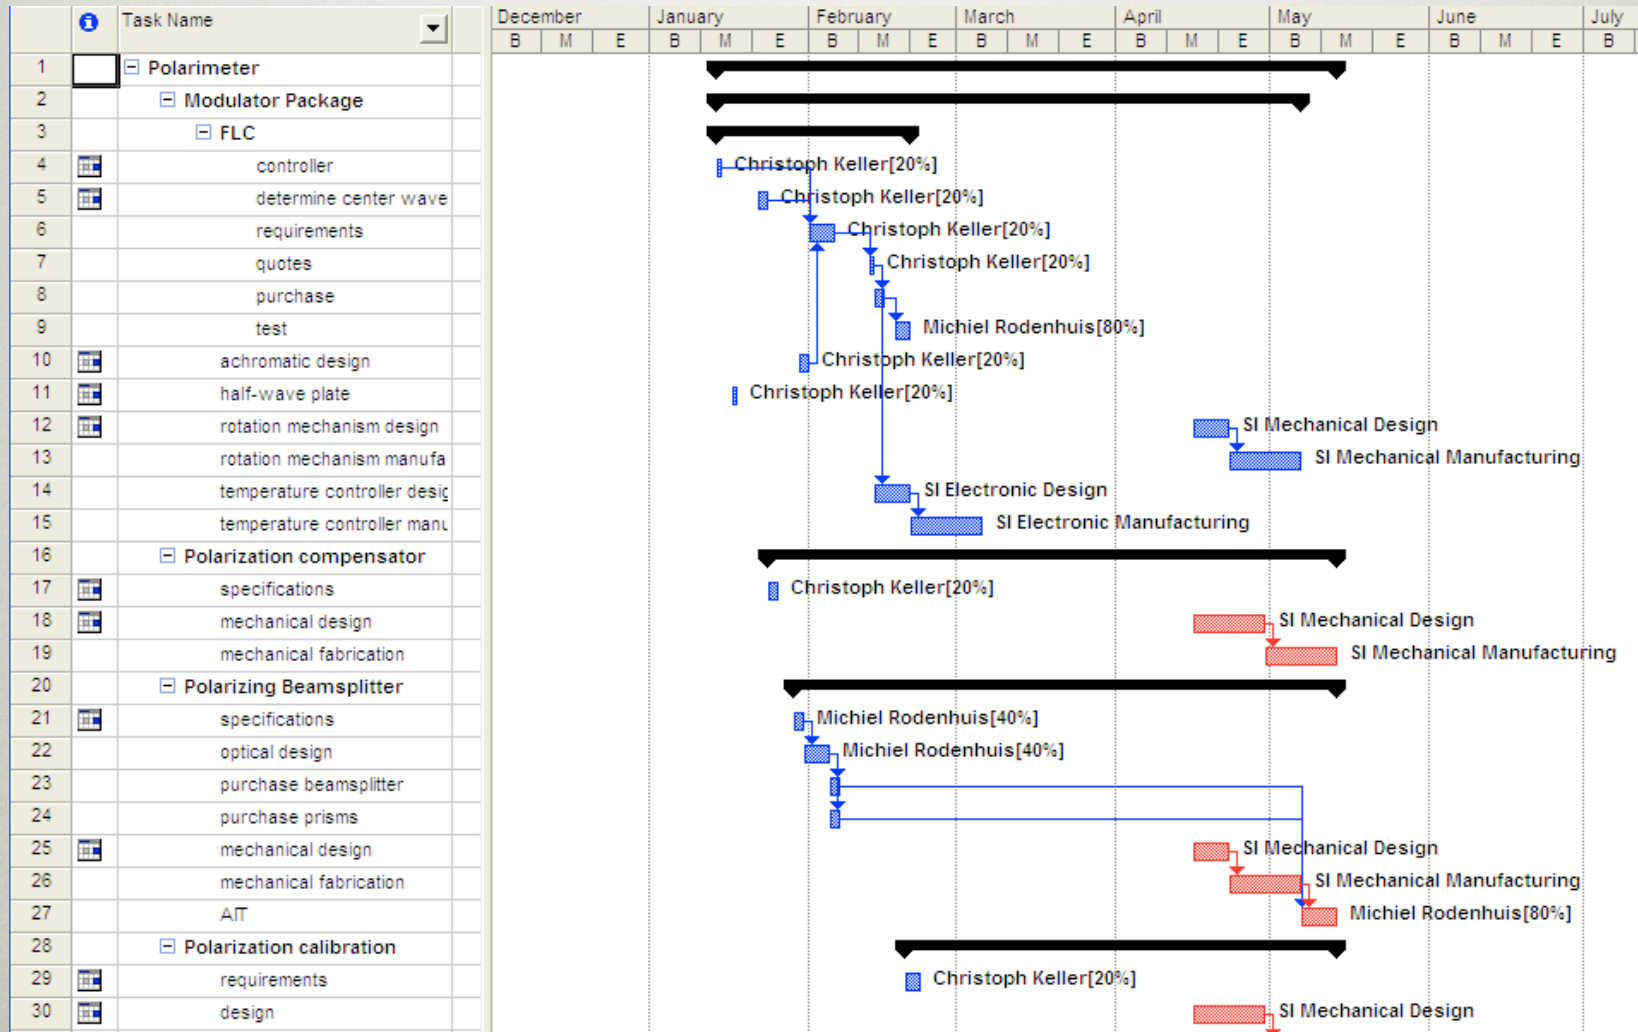 Task Name December January February March April May June July
B M E B M E B M E B M E B M E B M E B M E B
1 Polarimeter
2 Modulator Package
3 FLC
4 controller Christoph Keller[20%]
5 determine center wave Christoph Keller[20%]
6 requirements Christoph Keller[20%]
7 quotes Christoph Keller[20%]
8 purchase
9 test Michiel Rodenhuis[80%]
10 achromatic design Christoph Keller[20%]
11 half-wave plate Christoph Keller[20%]
12 rotation mechanism design SI Mechanical Design
13 rotation mechanism manufa SI Mechanical Manufacturing
14 temperature controller desig SI Electronic Design
15 temperature controller manu SI Electronic Manufacturing
16 Polarization compensator
17 specifications Christoph Keller[20%]
18 mechanical design SI Mechanical Design
19 mechanical fabrication SI Mechanical Manufacturing
20 Polarizing Beamsplitter
21 specifications Michiel Rodenhuis[40%]
22 optical design Michiel Rodenhuis[40%]
23 purchase beamsplitter
24 purchase prisms
25 mechanical design SI Mechanical Design
26 mechanical fabrication SI Mechanical Manufacturing
27 AIT Michiel Rodenhuis[80%]
28 Polarization calibration
29 requirements Christoph Keller[20%]
30 design SI Mechanical Design